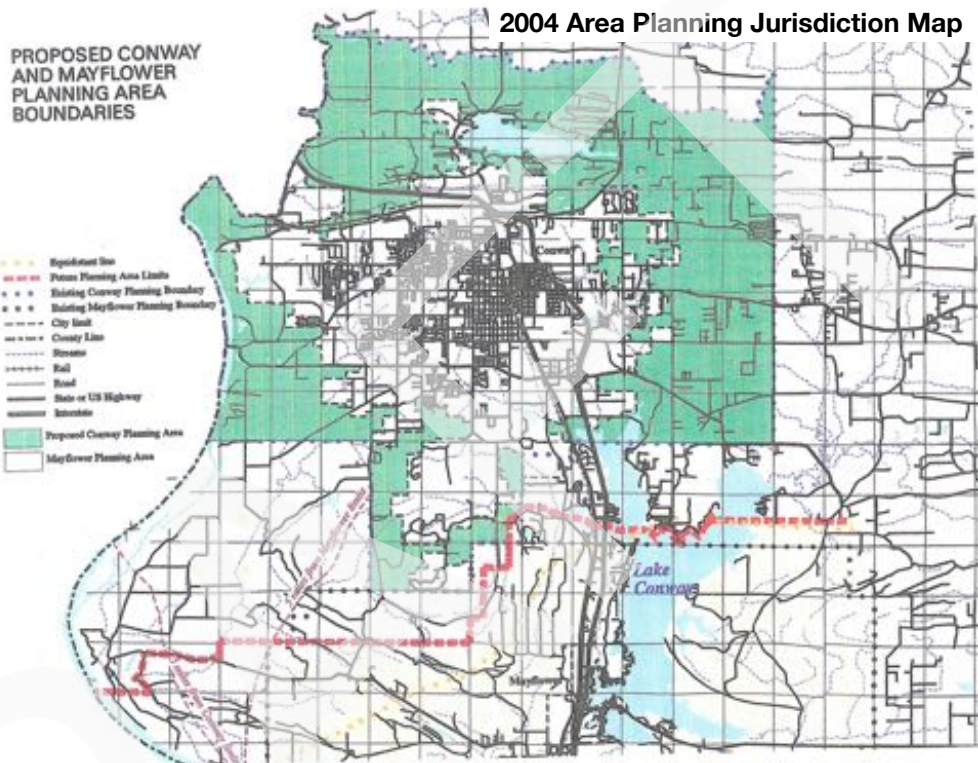 2004 Area Planning Jurisdiction Map
PROPOSED CONWAY
AND MAYFLOWER
PLANNING AREA
BOUNDARIES
Equidistant line
Future Planning Area Limits
Existing Conway Planning Boundary
Existing Mayflower Planning Boundary
City limit
County Line
Streams
Rail
Road
State or US Highway
Interstate
Proposed Conway Planning Area
Mayflower Planning Area
Conway
Lake
Conway
Mayflower